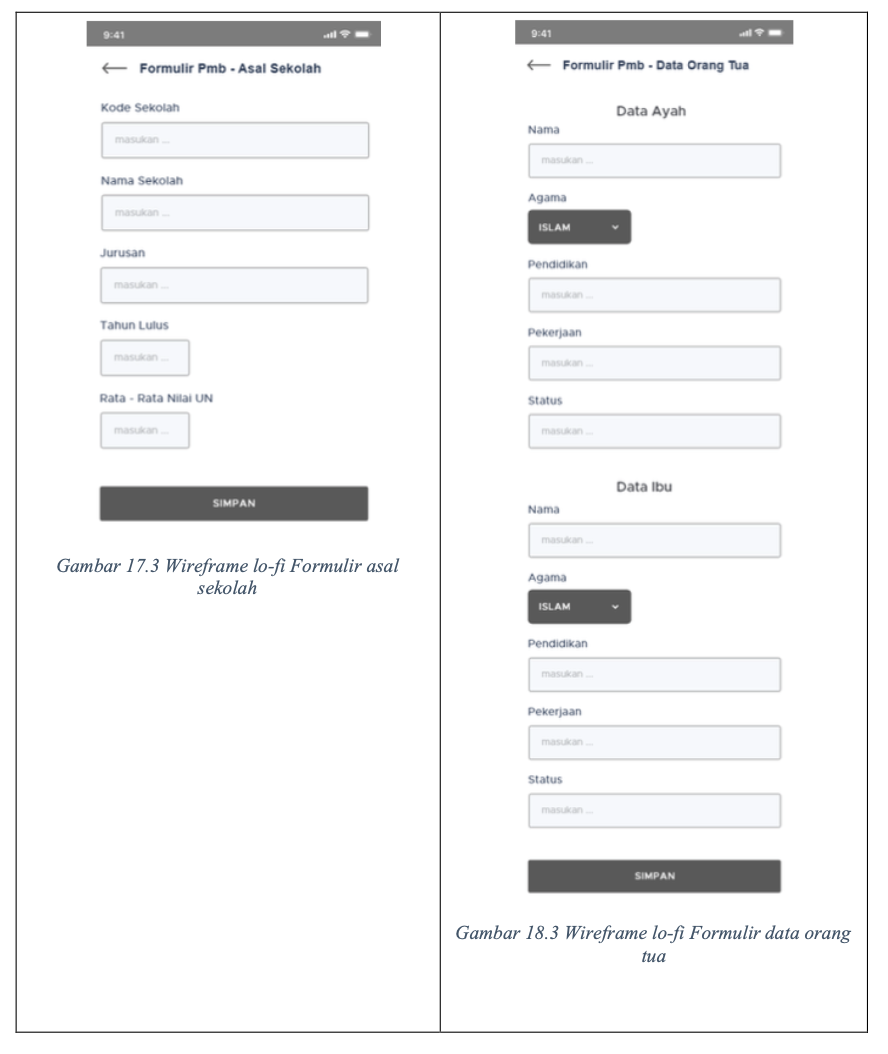 9:41
Formulir Pmb - Asal Sekolah
Kode Sekolah
masukan ...
Nama Sekolah
masukan ...
Jurusan
masukan ...
Tahun Lulus
masukan ...
Rata - Rata Nilai UN
masukan ...
SIMPAN
Gambar 17.3 Wireframe lo-fi Formulir asal
sekolah
9:41
Formulir Pmb - Data Orang Tua
Data Ayah
Nama
masukan ...
Agama
ISLAM
Pendidikan
masukan ...
Pekerjaan
masukan ...
Status
masukan ...
Data Ibu
Nama
masukan ...
Agama
ISLAM
Pendidikan
masukan ...
Pekerjaan
masukan ...
Status
masukan ...
SIMPAN
Gambar 18.3 Wireframe lo-fi Formulir data orang
tua